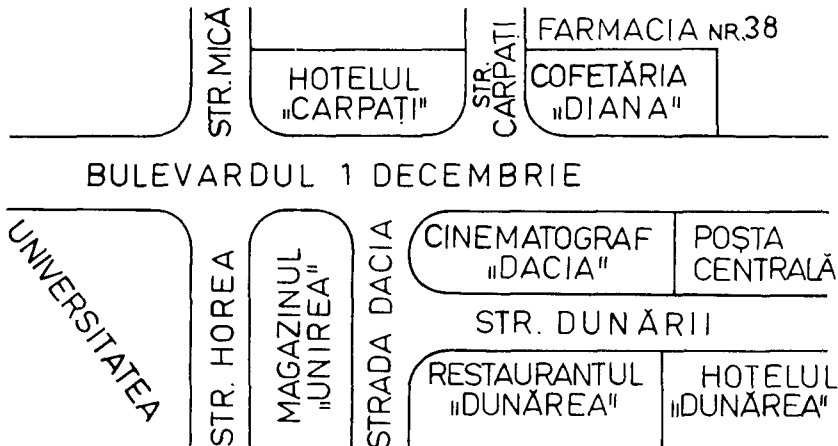 STR. MICĂ
HOTELUL
„CARPAȚI"
STR.
CARPAȚI
FARMACIA NR.38
COFETĂRIA
„DIANA"
BULEVARDUL 1 DECEMBRIE
UNIVERSITATEA
STR. HOREA
MAGAZINUL
„UNIREA"
STRADA DACIA
CINEMATOGRAF
„DACIA"
POȘTA
CENTRALĂ
STR. DUNĂRII
RESTAURANTUL
„DUNĂREA"
HOTELUL
„DUNĂREA"